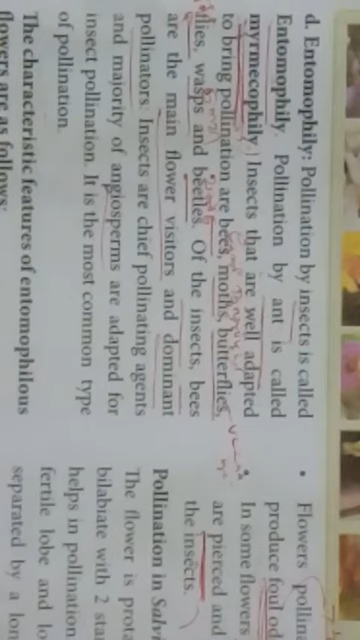 d. Entomophily: Pollination by insects is called
Entomophily. Pollination by ant is called
myrmecophily. Insects that are well adapted
to bring pollination are bees, moths, butterflies,
flies, wasps and beetles. Of the insects, bees
are the main flower visitors and dominant
pollinators. Insects are chief pollinating agents
and majority of angiosperms are adapted for
insect pollination. It is the most common type
of pollination.
The characteristic features of entomophilous
flowers are as follows:
• Flowers
produce foul
In some flowers
are pierced and
the insects.
Pollination in
The flower is
bilabiate with 2
helps in pollination
fertile lobe and
separated by a